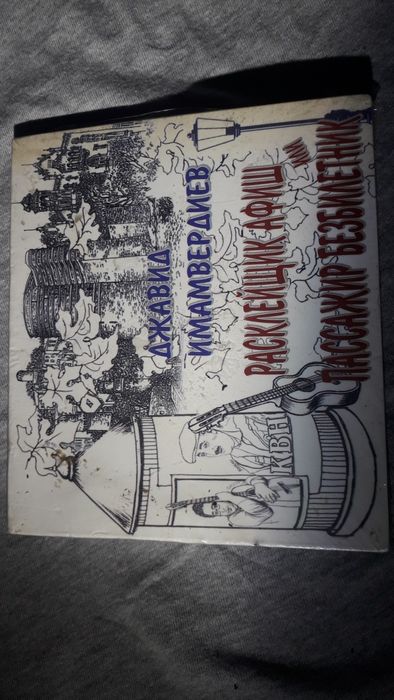 ДЖАВИД
ИМАМВЕРДИЕВ
РАСКЛЕЙЩИК АФИШ
ИЛИ
ПАССАЖИР БЕЗБИЛЕТНИК
КВН